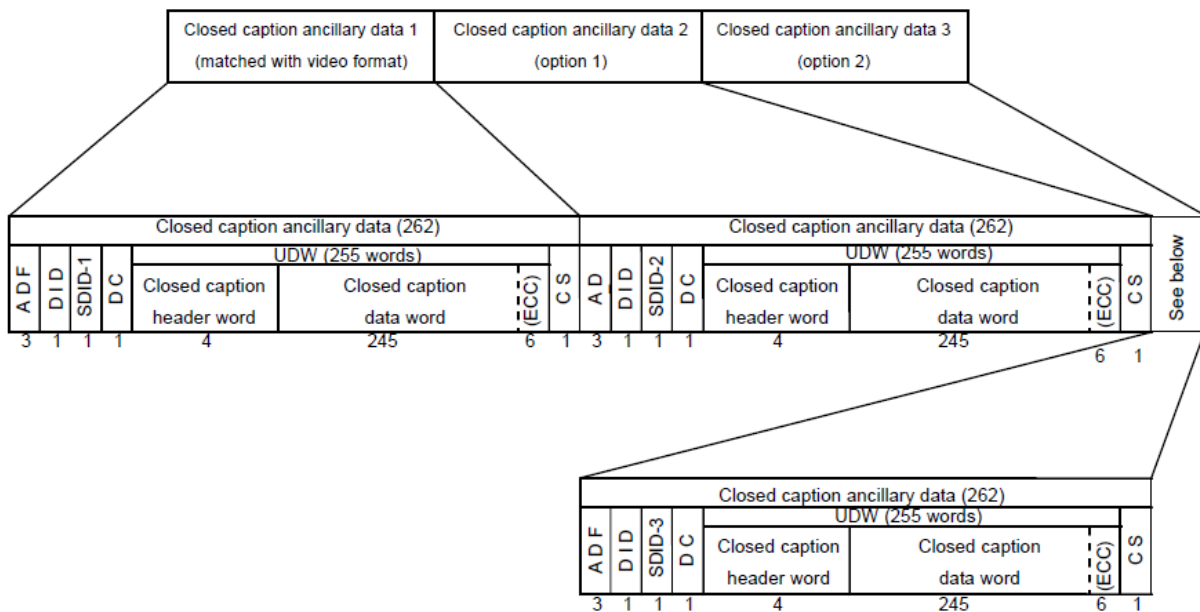 Closed caption ancillary data 1
(matched with video format)
Closed caption ancillary data 2
(option 1)
Closed caption ancillary data 3
(option 2)
Closed caption ancillary data (262)
Closed caption ancillary data (262)
ADF
DID
SDID-1
DC
UDW (255 words)
Closed caption
header word
Closed caption
data word
(ECC)
CS
AD
DID
SDID-2
DC
UDW (255 words)
Closed caption
header word
Closed caption
data word
(ECC)
CS
See below
3 1 1 1 4 245 6 1 3 1 1 1 4 245 6 1
Closed caption ancillary data (262)
ADF
DID
SDID-3
DC
UDW (255 words)
Closed caption
header word
Closed caption
data word
(ECC)
CS
3 1 1 1 4 245 6 1